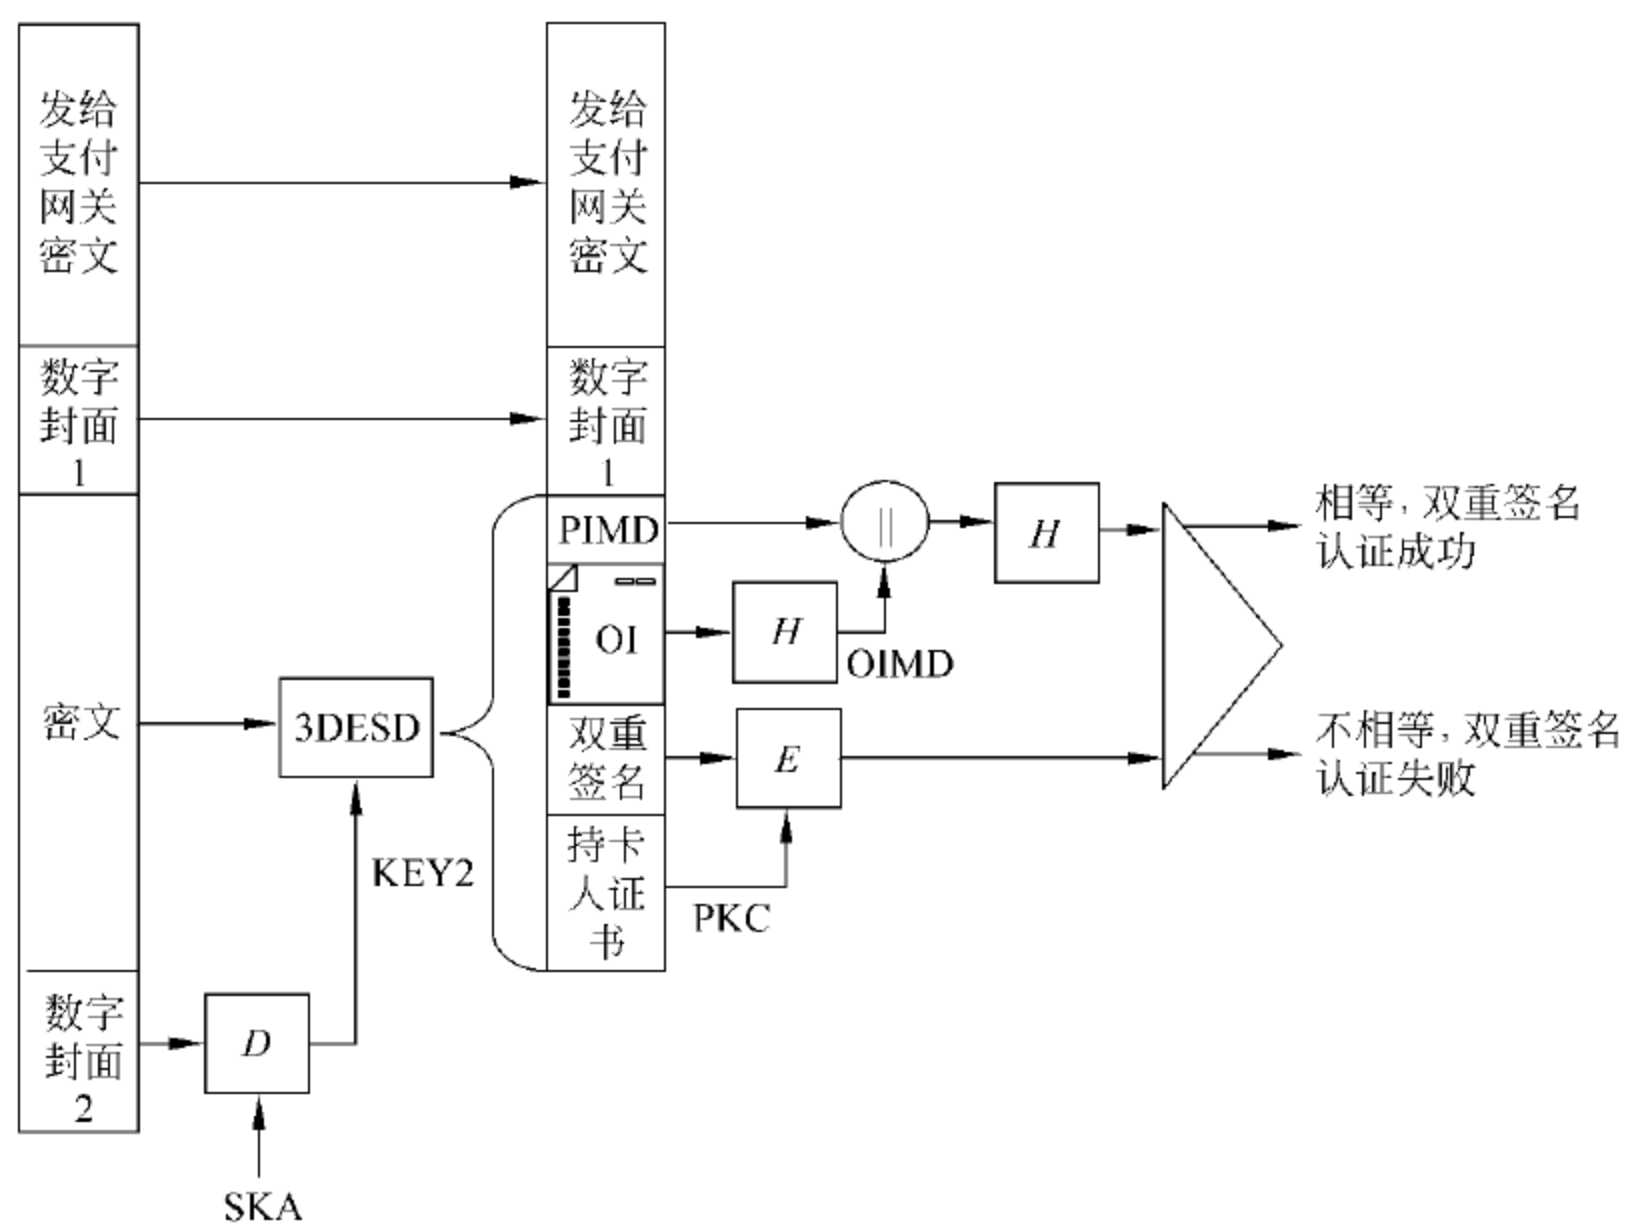 发给
支付
网关
密文
数字
封面
1
密文
数字
封面
2
D
SKA
3DESD
KEY2
发给
支付
网关
密文
数字
封面
1
PIMD
OI
双重
签名
持卡
人证
书
||
H
OIMD
H
E
PKC
相等,双重签名
认证成功
不相等,双重签名
认证失败